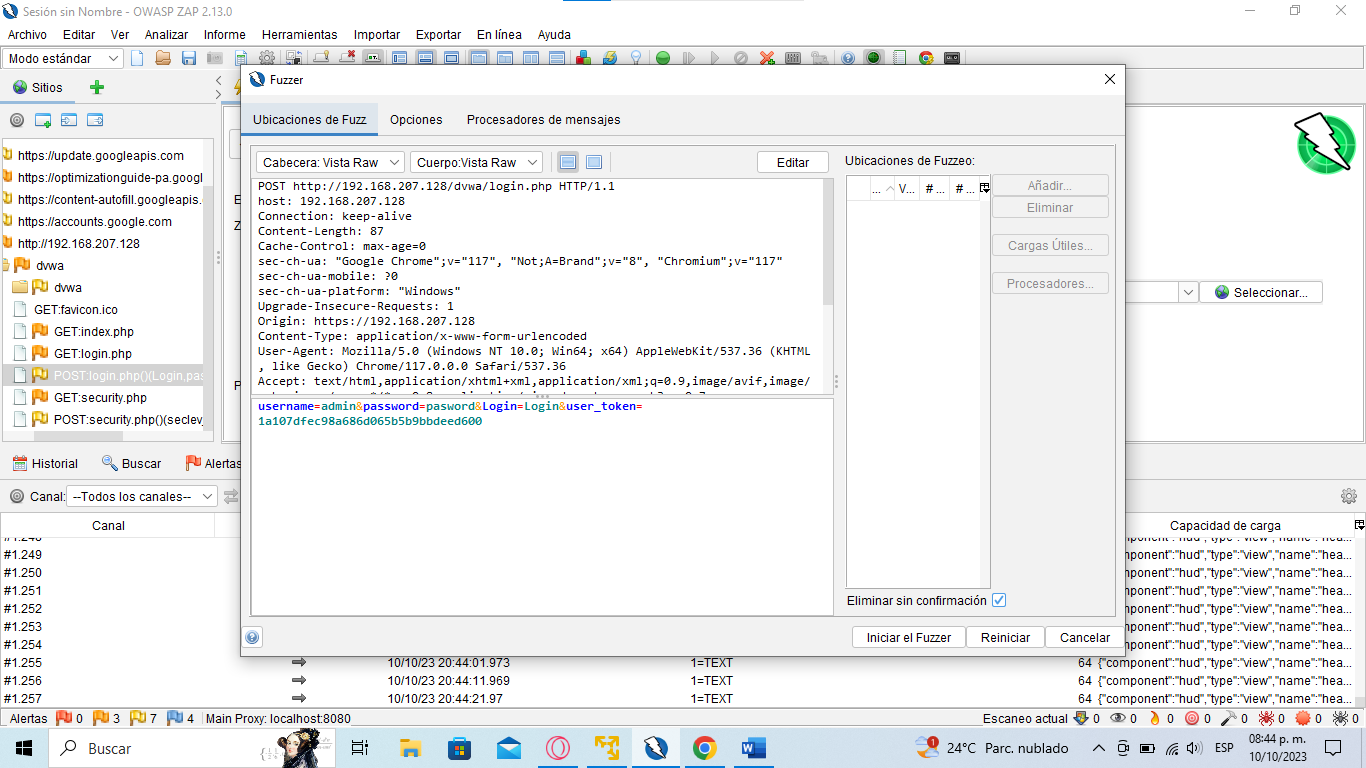 Sesión sin Nombre - OWASP ZAP 2.13.0
Archivo Editar Ver Analizar Informe Herramientas Importar Exportar En línea Ayuda
Modo estándar
Sitios
https://update.googleapis.com
https://optimizationguide-pa.googl
https://content-autofill.googleapis.c
https://accounts.google.com
http://192.168.207.128
dvwa
dvwa
GET:favicon.ico
GET:index.php
GET:login.php
POST:login.php()(Login,pas
GET:security.php
POST:security.php()(seclev,
Fuzzer
Ubicaciones de Fuzz Opciones Procesadores de mensajes
Cabecera: Vista Raw Cuerpo:Vista Raw Editar
POST http://192.168.207.128/dvwa/login.php HTTP/1.1
host: 192.168.207.128
Connection: keep-alive
Content-Length: 87
Cache-Control: max-age=0
sec-ch-ua: "Google Chrome";v="117", "Not;A=Brand";v="8", "Chromium";v="117"
sec-ch-ua-mobile: ?0
sec-ch-ua-platform: "Windows"
Upgrade-Insecure-Requests: 1
Origin: https://192.168.207.128
Content-Type: application/x-www-form-urlencoded
User-Agent: Mozilla/5.0 (Windows NT 10.0; Win64; x64) AppleWebKit/537.36 (KHTML
, like Gecko) Chrome/117.0.0.0 Safari/537.36
Accept: text/html,application/xhtml+xml,application/xml;q=0.9,image/avif,image/
username=admin&password=pasword&Login=Login&user_token=
1a107dfec98a686d065b5b9bbdeed600
Ubicaciones de Fuzzeo:
... V... # ... # ...
Añadir...
Eliminar
Cargas Útiles...
Procesadores...
Eliminar sin confirmación
Iniciar el Fuzzer Reiniciar Cancelar
Seleccionar...
Historial Buscar Alertas
Canal: --Todos los canales--
Canal Capacidad de carga
#1.249 omponent":"hud","type":"view","name":"hea...
#1.250 omponent":"hud","type":"view","name":"hea...
#1.251 omponent":"hud","type":"view","name":"hea...
#1.252 omponent":"hud","type":"view","name":"hea...
#1.253 omponent":"hud","type":"view","name":"hea...
#1.254 omponent":"hud","type":"view","name":"hea...
#1.255 10/10/23 20:44:01.973 1=TEXT 64 {"component":"hud","type":"view","name":"hea...
#1.256 10/10/23 20:44:11.969 1=TEXT 64 {"component":"hud","type":"view","name":"hea...
#1.257 10/10/23 20:44:21.97 1=TEXT 64 {"component":"hud","type":"view","name":"hea...
Alertas 0 3 7 4 Main Proxy: localhost:8080 Escaneo actual 0 0 0 0 0 0 0 0
Buscar 24°C Parc. nublado ESP 08:44 p. m.
10/10/2023